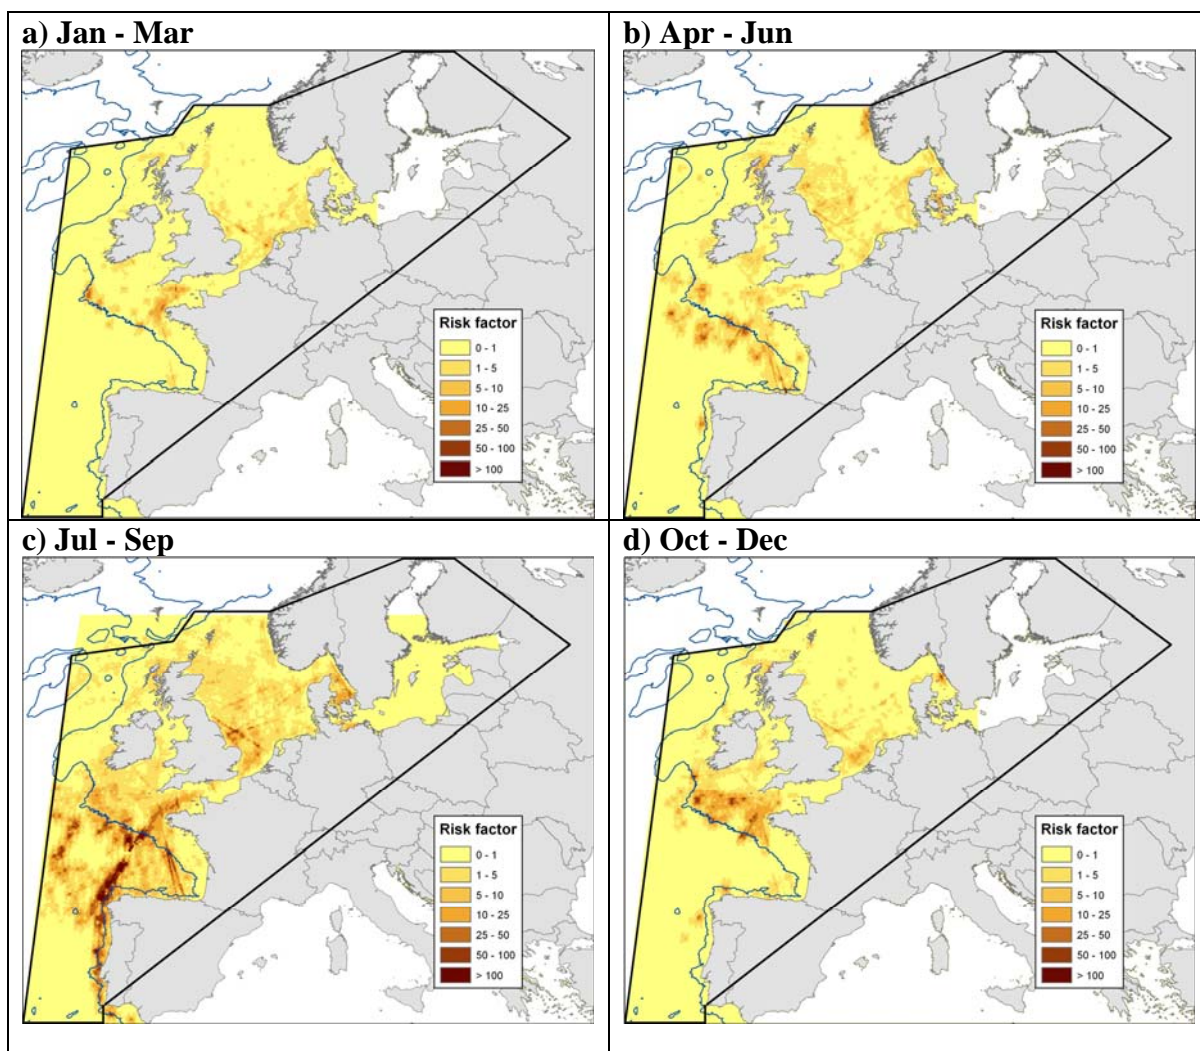 a) Jan - Mar
Risk factor
0 - 1
1 - 5
5 - 10
10 - 25
25 - 50
50 - 100
> 100
b) Apr - Jun
Risk factor
0 - 1
1 - 5
5 - 10
10 - 25
25 - 50
50 - 100
> 100
c) Jul - Sep
Risk factor
0 - 1
1 - 5
5 - 10
10 - 25
25 - 50
50 - 100
> 100
d) Oct - Dec
Risk factor
0 - 1
1 - 5
5 - 10
10 - 25
25 - 50
50 - 100
> 100